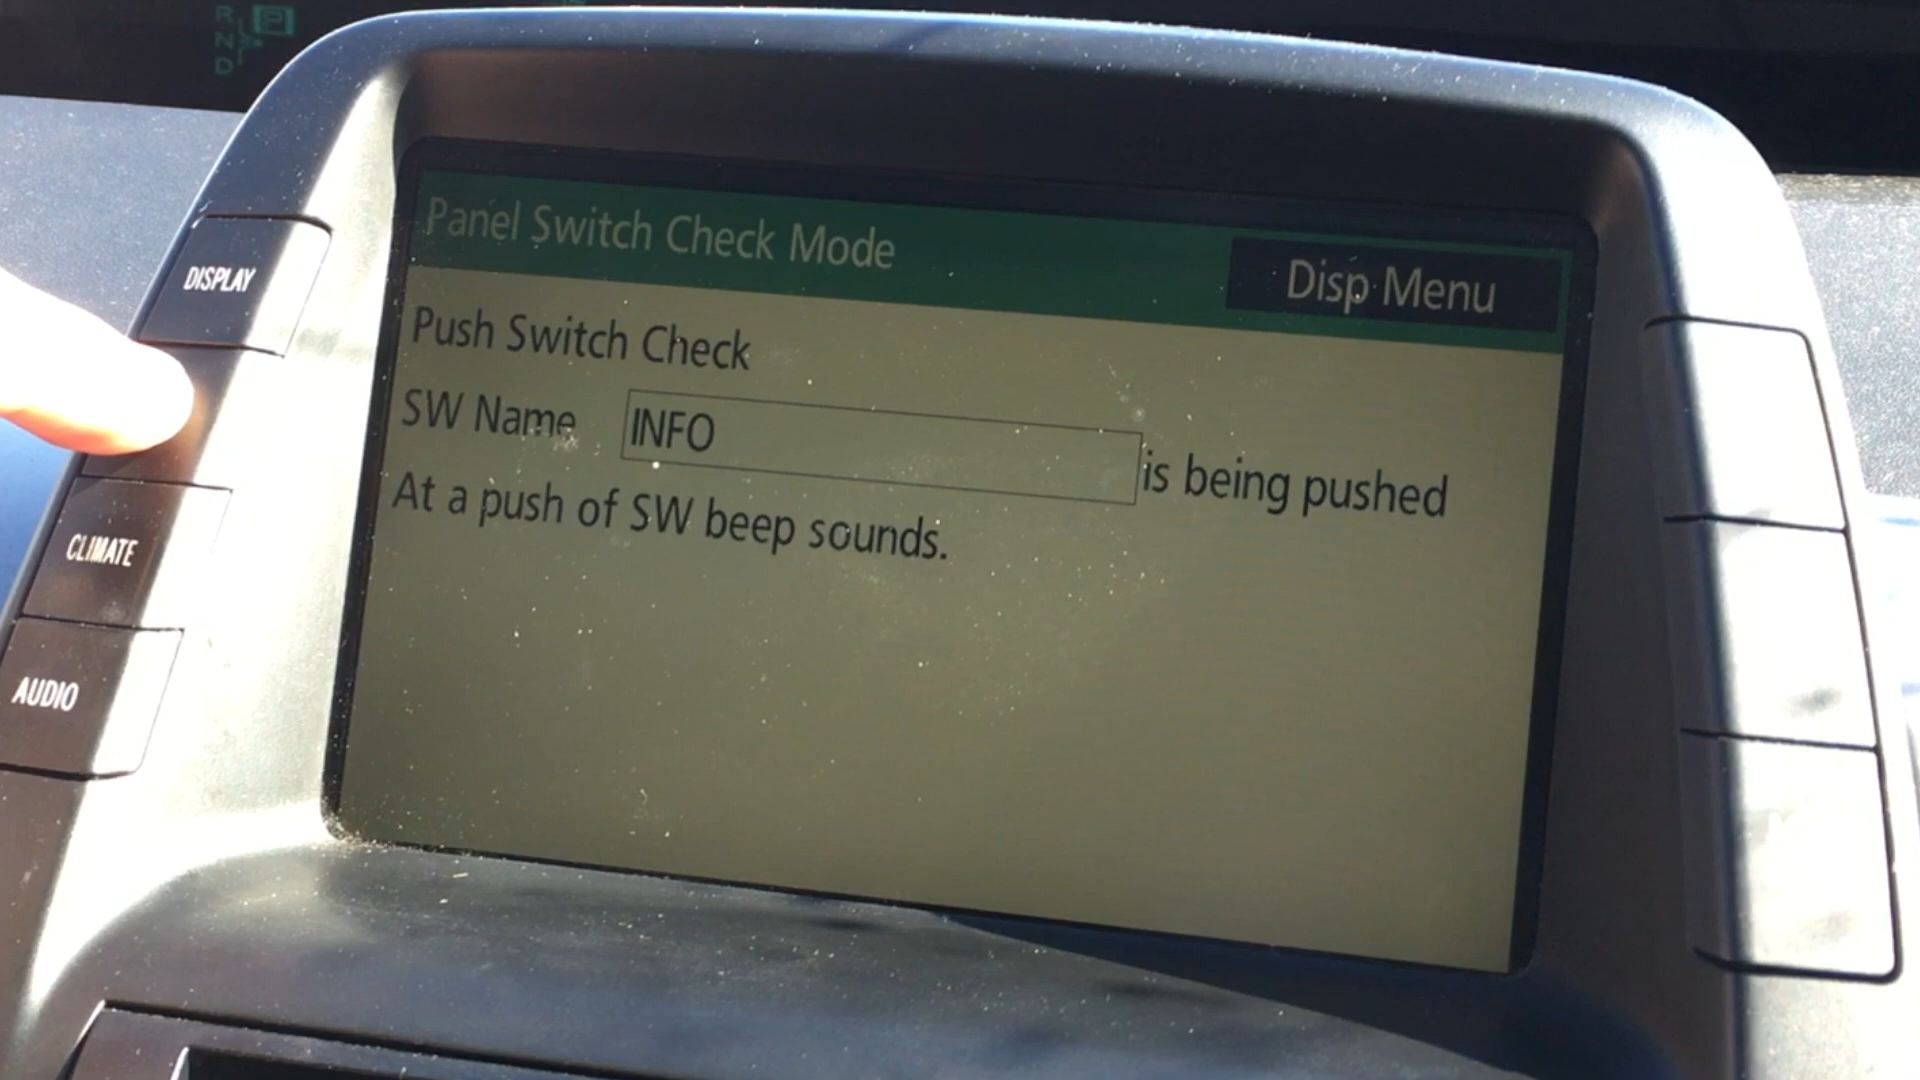 R
N
D
P
DISPLAY
CLIMATE
AUDIO
Panel Switch Check Mode
Disp Menu
Push Switch Check
SW Name INFO is being pushed
At a push of SW beep sounds.